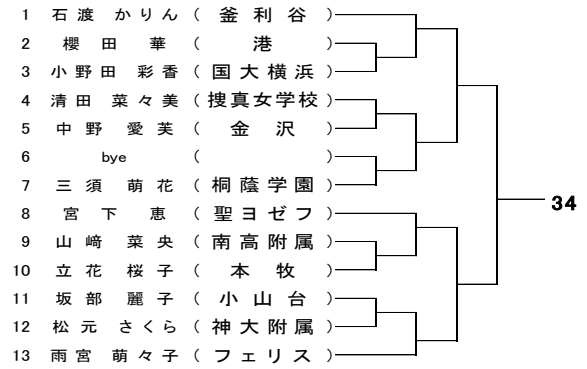 1 石渡 かりん ( 釜利谷 )
2 櫻田 華 ( 港 )
3 小野田 彩香 ( 国大横浜 )
4 清田 菜々美 ( 捜真女学校 )
5 中野 愛芙 ( 金沢 )
6 bye ( )
7 三須 萌花 ( 桐蔭学園 )
8 宮下 恵 ( 聖ヨゼフ )
9 山﨑 菜央 ( 南高附属 )
10 立花 桜子 ( 本牧 )
11 坂部 麗子 ( 小山台 )
12 松元 さくら ( 神大附属 )
13 雨宮 萌々子 ( フェリス )
34